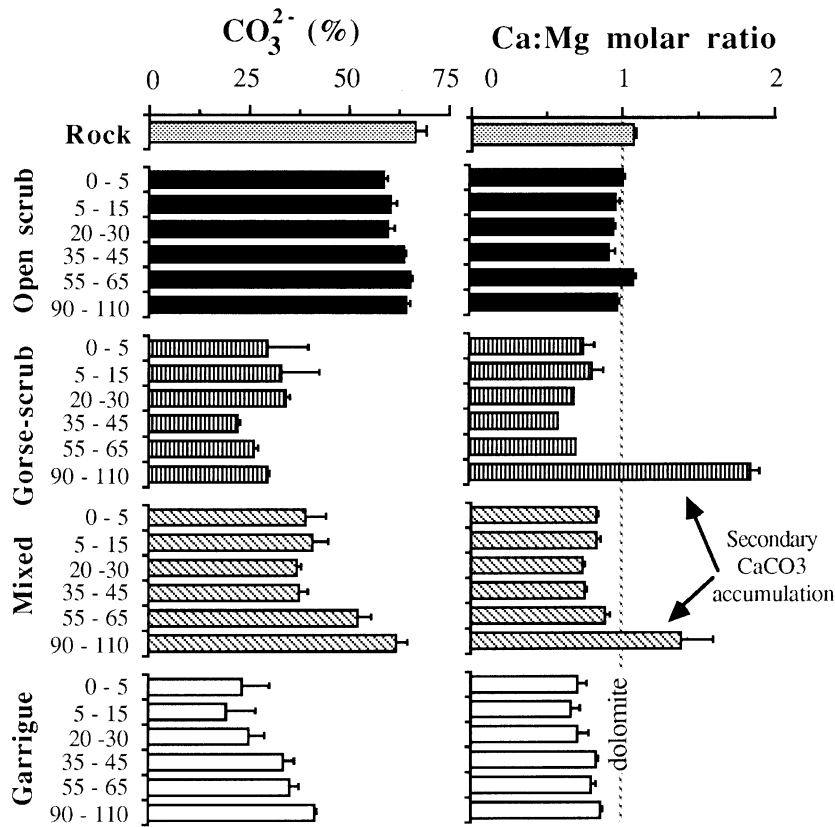 CO₃²⁻ (%)
Ca:Mg molar ratio
0 25 50 75
0 1 2
Rock
Open scrub
0 - 5
5 - 15
20 -30
35 - 45
55 - 65
90 - 110
Gorse-scrub
0 - 5
5 - 15
20 -30
35 - 45
55 - 65
90 - 110
Mixed
0 - 5
5 - 15
20 -30
35 - 45
55 - 65
90 - 110
Secondary
CaCO3
accumulation
Garrigue
0 - 5
5 - 15
20 -30
35 - 45
55 - 65
90 - 110
dolomite